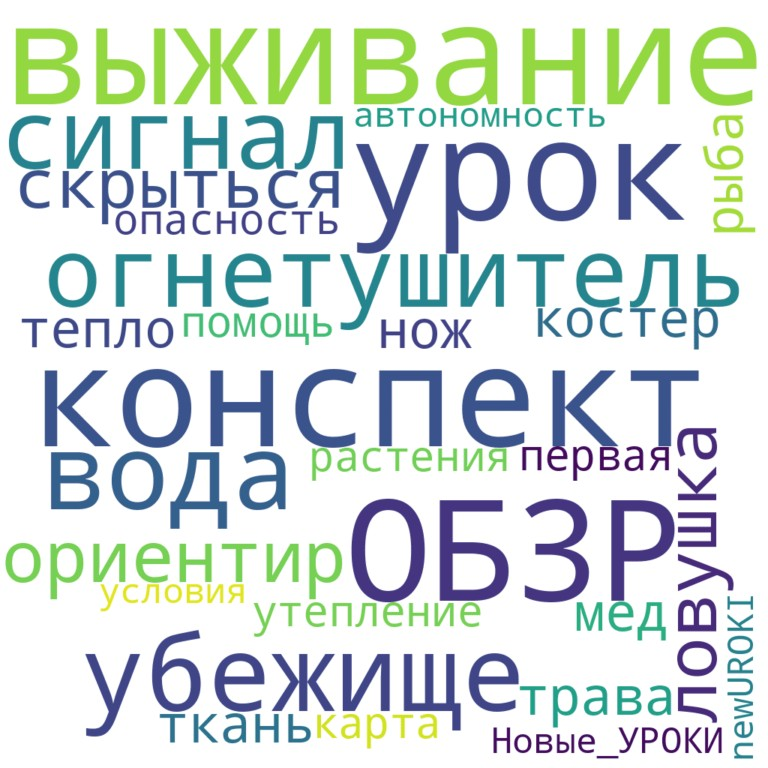 выживание
сигнал
автономность
рыба
скрыться
урок
опасность
огнетушитель
тепло
помощь
нож
костер
конспект
вода
растения
первая
ловушка
ОБЗР
ориентир
условия
утепление
мед
newUROKI
убежище
трава
ткань
карта
Новые_УРОКИ